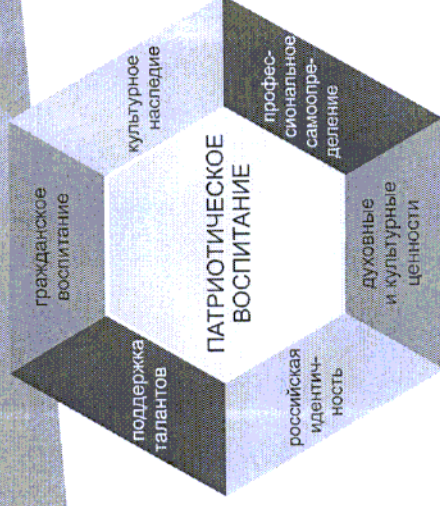 гражданское
воспитание
культурное
наследие
профес-
сиональное
самоопре-
деление
духовные
и культурные
ценности
российская
идентич-
ность
поддержка
талантов
ПАТРИОТИЧЕСКОЕ
ВОСПИТАНИЕ